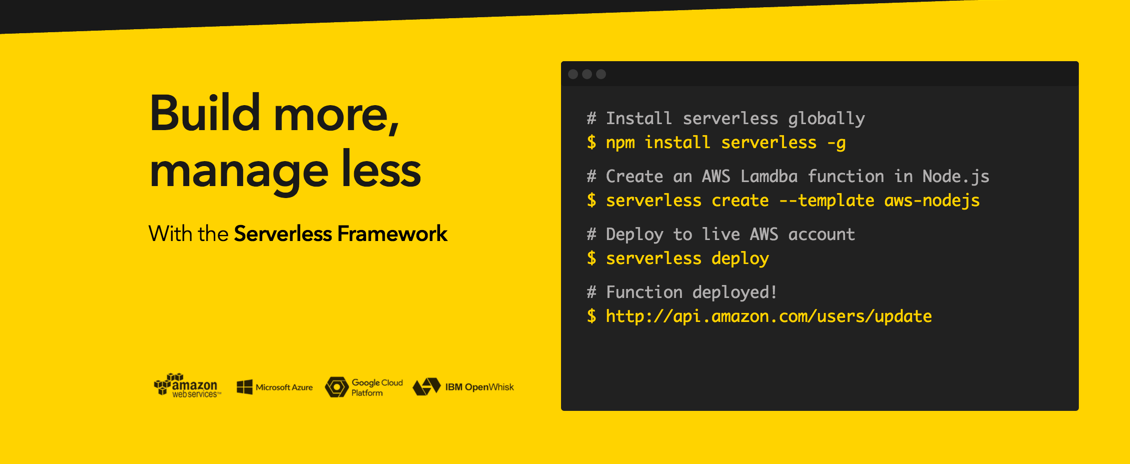 Build more,
manage less
With the Serverless Framework
amazon
web services™
Microsoft Azure
Google Cloud
Platform
IBM OpenWhisk
# Install serverless globally
$ npm install serverless -g
# Create an AWS Lamdba function in Node.js
$ serverless create --template aws-nodejs
# Deploy to live AWS account
$ serverless deploy
# Function deployed!
$ http://api.amazon.com/users/update